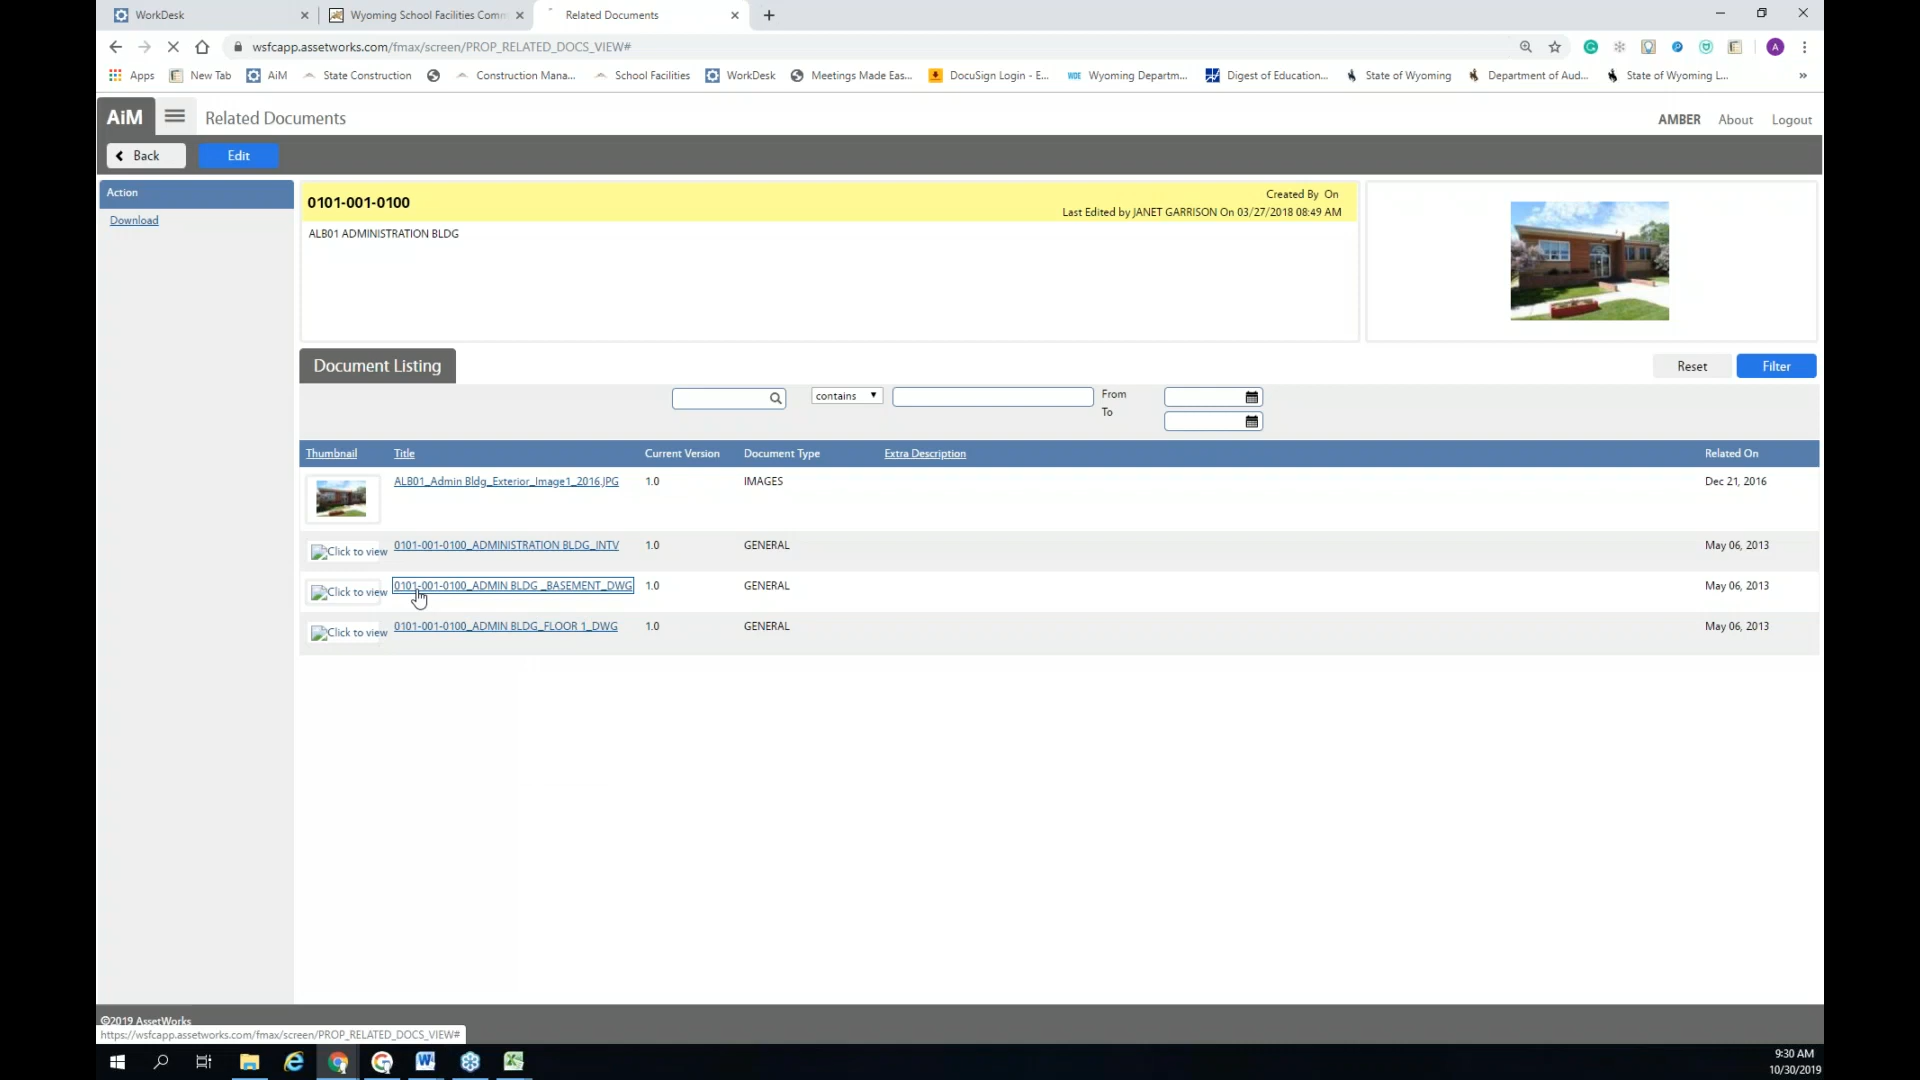 WorkDesk
Wyoming School Facilities Comm
Related Documents
wsfcapp.assetworks.com/fmax/screen/PROP_RELATED_DOCS_VIEW#
A
Apps
New Tab
AiM
State Construction
Construction Mana...
School Facilities
WorkDesk
Meetings Made Eas...
DocuSign Login - E...
WDE
Wyoming Departm...
Digest of Education...
State of Wyoming
Department of Aud...
State of Wyoming L...
»
AiM
Related Documents
AMBER
About
Logout
Back
Edit
Action
Download
0101-001-0100
Created By On
Last Edited by JANET GARRISON On 03/27/2018 08:49 AM
ALB01 ADMINISTRATION BLDG
Document Listing
Reset
Filter
contains
From
To
Thumbnail Title Current Version Document Type Extra Description Related On
ALB01_Admin Bldg_Exterior_Image1_2016.JPG 1.0 IMAGES Dec 21, 2016
Click to view 0101-001-0100_ADMINISTRATION BLDG_INTV 1.0 GENERAL May 06, 2013
Click to view 0101-001-0100_ADMIN BLDG _BASEMENT_DWG 1.0 GENERAL May 06, 2013
Click to view 0101-001-0100_ADMIN BLDG_FLOOR 1_DWG 1.0 GENERAL May 06, 2013
©2019 AssetWorks
https://wsfcapp.assetworks.com/fmax/screen/PROP_RELATED_DOCS_VIEW#
9:30 AM
10/30/2019